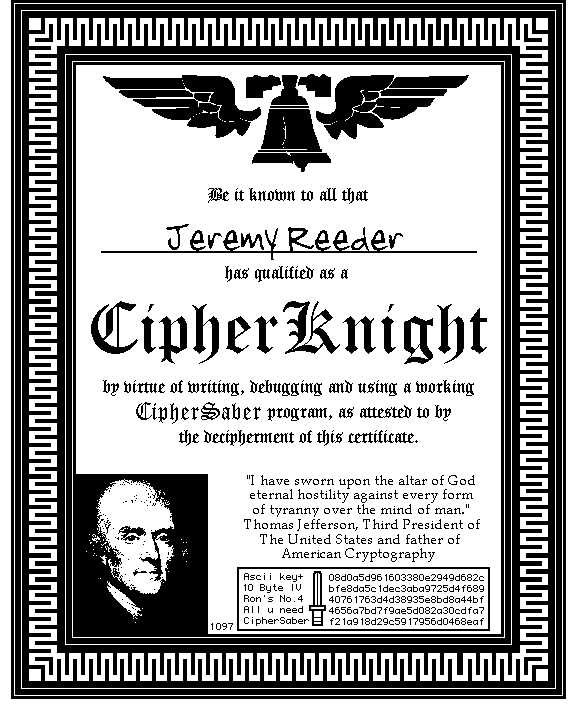 Be it known to all that
Jeremy Reeder
has qualified as a
CipherKnight
by virtue of writing, debugging and using a working
CipherSaber program, as attested to by
the decipherment of this certificate.
"I have sworn upon the altar of God
eternal hostility against every form
of tyranny over the mind of man."
Thomas Jefferson, Third President of
The United States and father of
American Cryptography
Ascii key+
10 Byte IV
Ron's No.4
All u need
CipherSaber
08d0a5d961603380e2949d682c
bfe8da5c1dec3aba9725d4f689
40761763d4d38935e8bd8a44bf
4656a7bd7f9ae5d082a30cdfa7
f21a918d29c5917956d0468eaf
1097